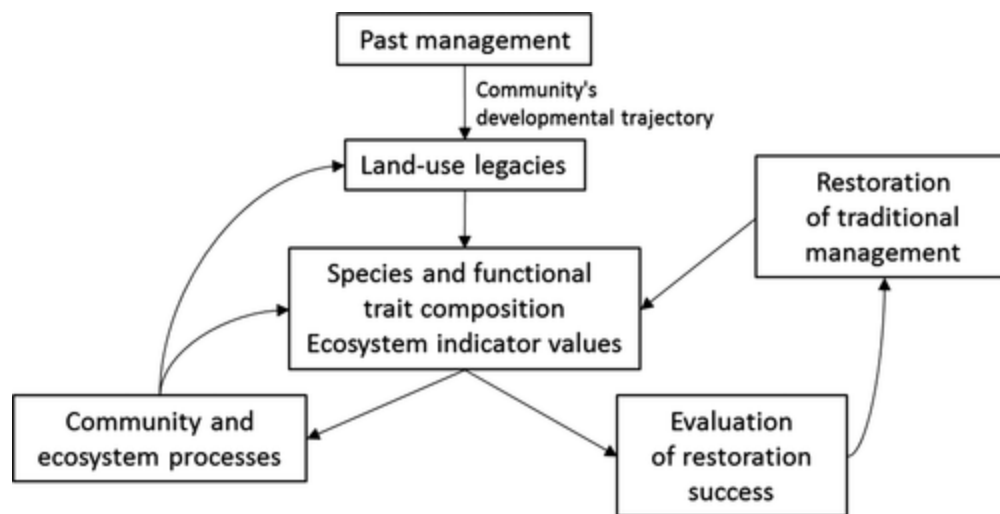 Past management
Community's
developmental trajectory
Land-use legacies
Restoration
of traditional
management
Species and functional
trait composition
Ecosystem indicator values
Community and
ecosystem processes
Evaluation
of restoration
success